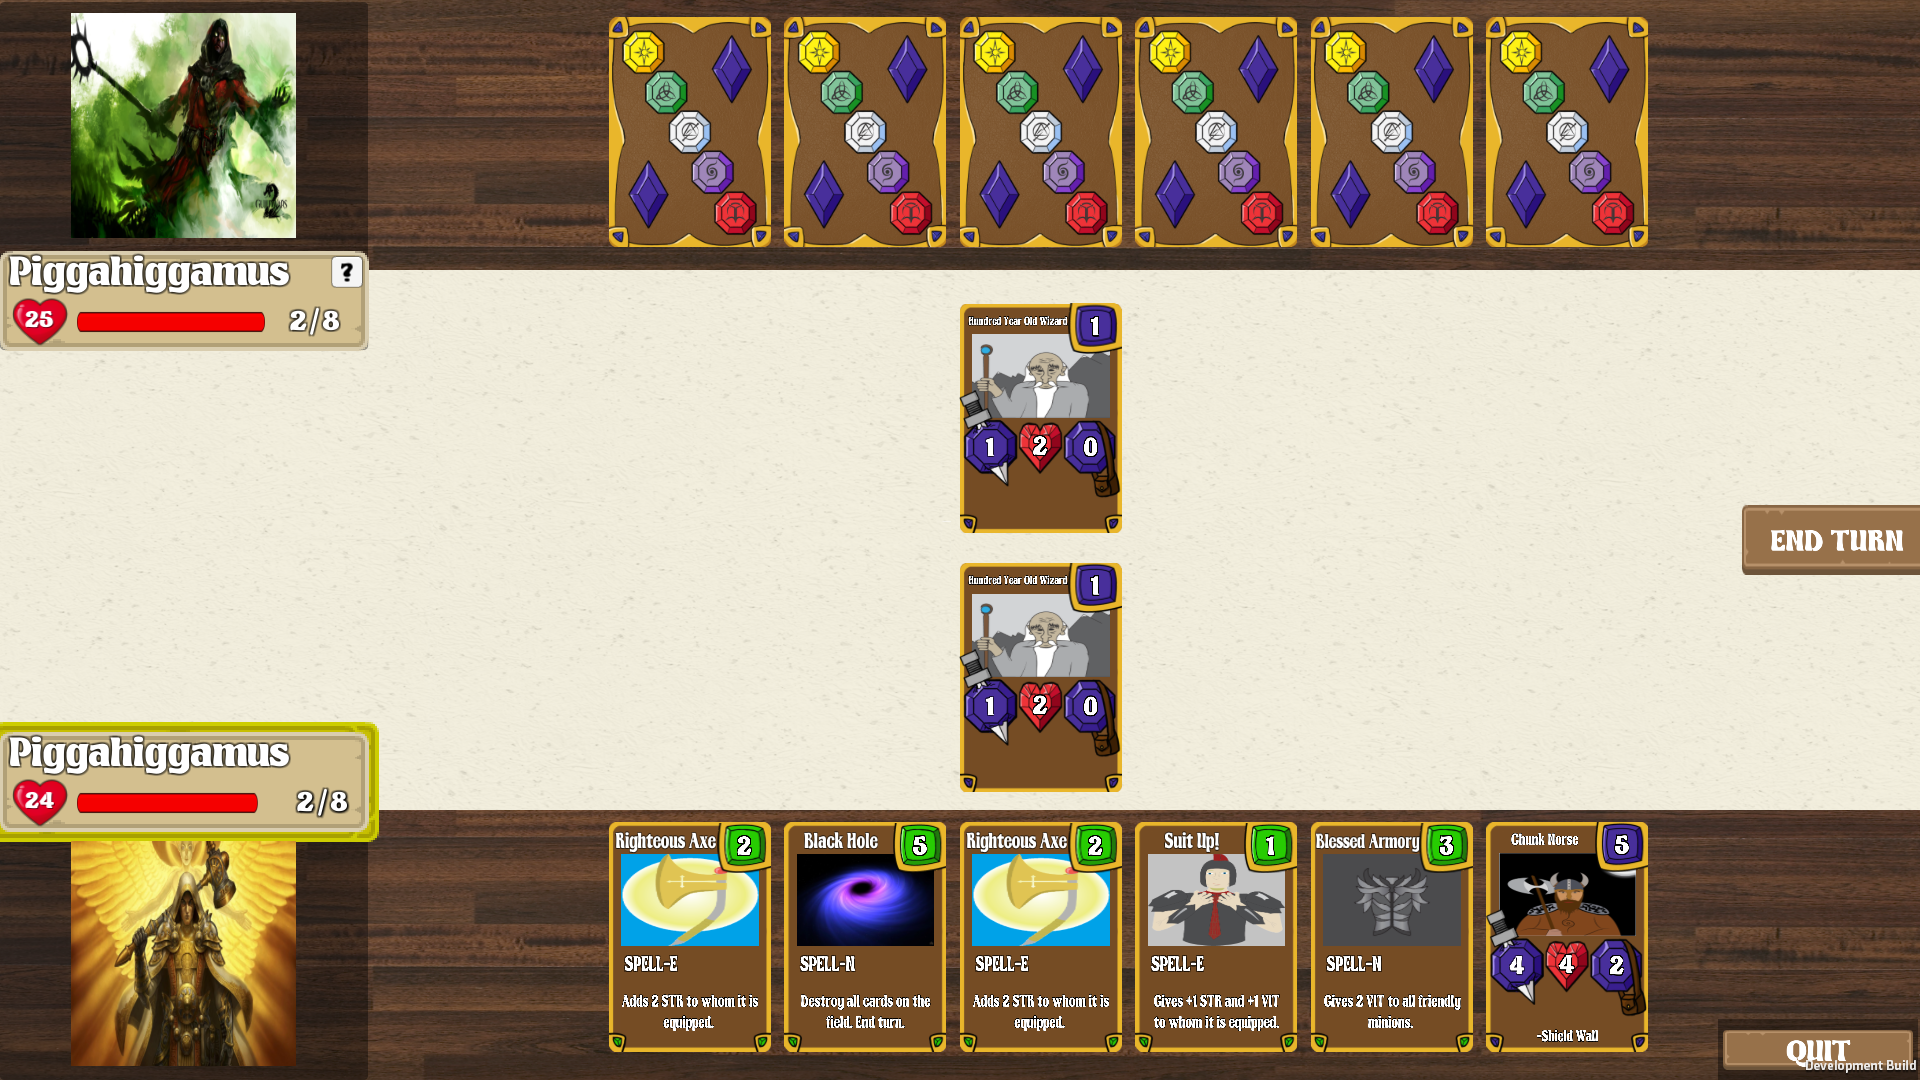 Piggahiggamus
?
25
2/8
Hundred Year Old Wizard
1
1
2
0
END TURN
Hundred Year Old Wizard
1
1
2
0
Piggahiggamus
24
2/8
Righteous Axe
2
SPELL-E
Adds 2 STR to whom it is
equipped.
Black Hole
5
SPELL-N
Destroy all cards on the
field. End turn.
Righteous Axe
2
SPELL-E
Adds 2 STR to whom it is
equipped.
Suit Up!
1
SPELL-E
Gives +1 STR and +1 VIT
to whom it is equipped.
Blessed Armory
3
SPELL-N
Gives 2 VIT to all friendly
minions.
Chunk Norse
5
4
4
2
-Shield Wall
QUIT
Development Build